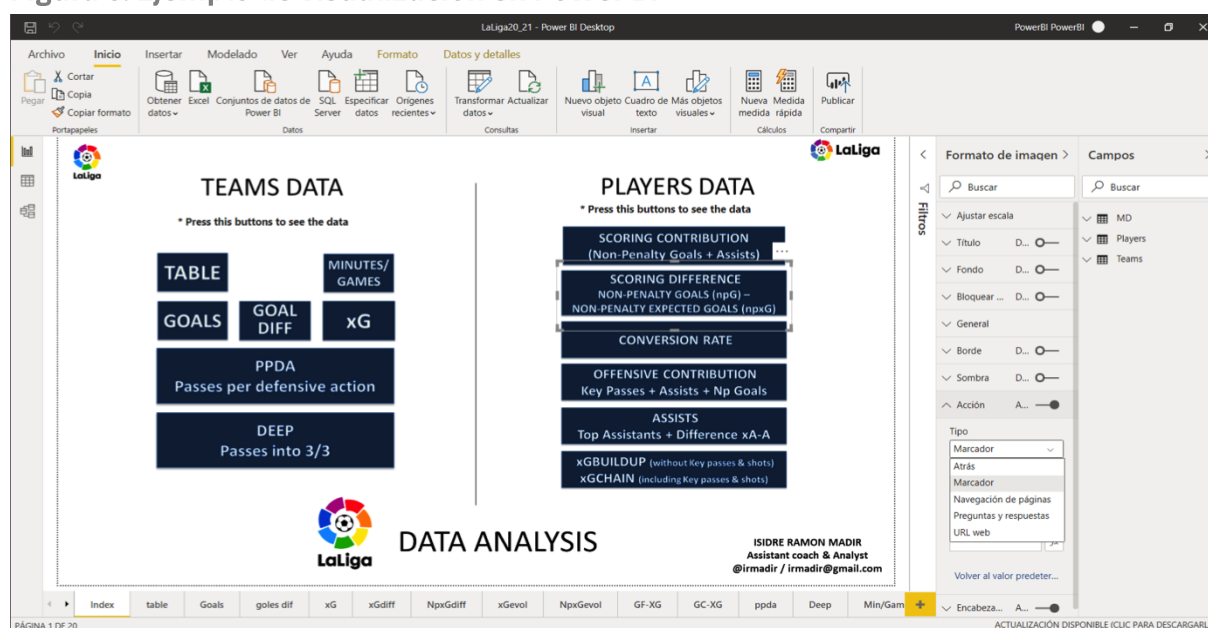 LaLiga20_21 - Power BI Desktop
PowerBI PowerBI
Archivo Inicio Insertar Modelado Ver Ayuda Formato Datos y detalles
Pegar
Cortar
Copia
Copiar formato
Portapapeles
Obtener datos
Excel
Conjuntos de datos de Power BI
SQL Server
Especificar datos
Orígenes recientes
Datos
Transformar datos
Actualizar
Consultas
Nuevo objeto visual
Cuadro de texto
Más objetos visuales
Insertar
Nueva medida
Medida rápida
Cálculos
Publicar
Compartir
LaLiga
TEAMS DATA
* Press this buttons to see the data
TABLE
MINUTES/
GAMES
GOALS
GOAL
DIFF
xG
PPDA
Passes per defensive action
DEEP
Passes into 3/3
LaLiga
PLAYERS DATA
* Press this buttons to see the data
SCORING CONTRIBUTION
(Non-Penalty Goals + Assists)
SCORING DIFFERENCE
NON-PENALTY GOALS (npG) –
NON-PENALTY EXPECTED GOALS (npxG)
CONVERSION RATE
OFFENSIVE CONTRIBUTION
Key Passes + Assists + Np Goals
ASSISTS
Top Assistants + Difference xA-A
xGBUILDUP (without Key passes & shots)
xGCHAIN (including Key passes & shots)
LaLiga
DATA ANALYSIS
ISIDRE RAMON MADIR
Assistant coach & Analyst
@irmadir / irmadir@gmail.com
Filtros
Formato de imagen
Buscar
Ajustar escala
Título D...
Fondo D...
Bloquear ... D...
General
Borde D...
Sombra D...
Acción A...
Tipo
Marcador
Atrás
Marcador
Navegación de páginas
Preguntas y respuestas
URL web
Volver al valor predeter...
Encabeza... A...
Campos
Buscar
MD
Players
Teams
Index table Goals goles dif xG xGdiff NpxGdiff xGevol NpxGevol GF-XG GC-XG ppda Deep Min/Gam
PÁGINA 1 DE 20
ACTUALIZACIÓN DISPONIBLE (CLIC PARA DESCARGARL